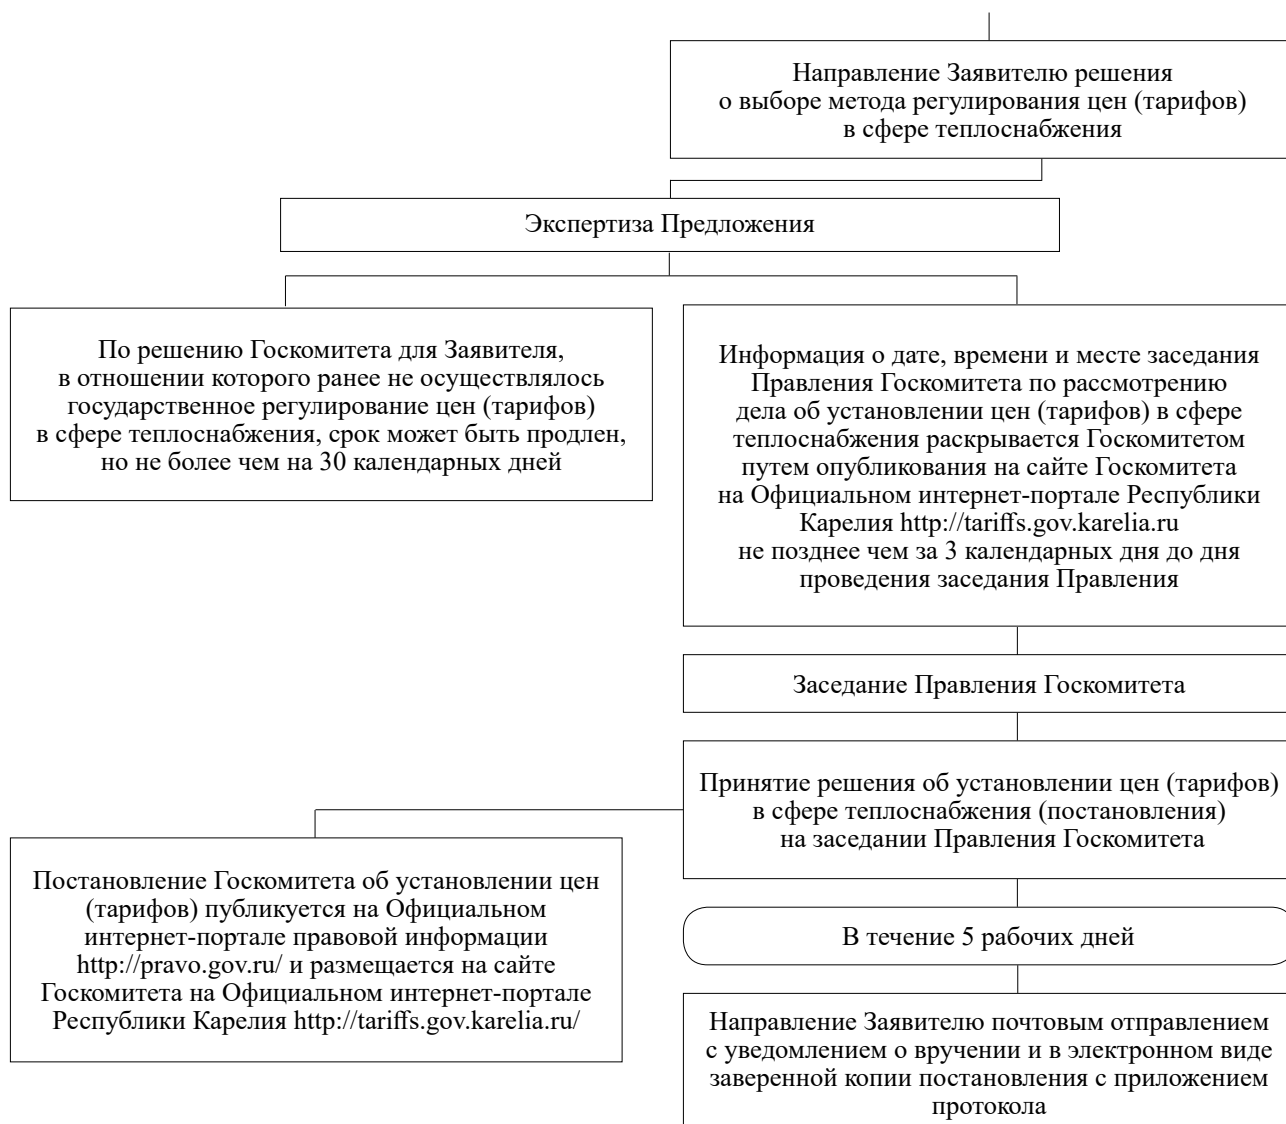 Направление Заявителю решения
о выборе метода регулирования цен (тарифов)
в сфере теплоснабжения
Экспертиза Предложения
По решению Госкомитета для Заявителя,
в отношении которого ранее не осуществлялось
государственное регулирование цен (тарифов)
в сфере теплоснабжения, срок может быть продлен,
но не более чем на 30 календарных дней
Информация о дате, времени и месте заседания
Правления Госкомитета по рассмотрению
дела об установлении цен (тарифов) в сфере
теплоснабжения раскрывается Госкомитетом
путем опубликования на сайте Госкомитета
на Официальном интернет-портале Республики
Карелия http://tariffs.gov.karelia.ru
не позднее чем за 3 календарных дня до дня
проведения заседания Правления
Заседание Правления Госкомитета
Принятие решения об установлении цен (тарифов)
в сфере теплоснабжения (постановления)
на заседании Правления Госкомитета
Постановление Госкомитета об установлении цен
(тарифов) публикуется на Официальном
интернет-портале правовой информации
http://pravo.gov.ru/ и размещается на сайте
Госкомитета на Официальном интернет-портале
Республики Карелия http://tariffs.gov.karelia.ru/
В течение 5 рабочих дней
Направление Заявителю почтовым отправлением
с уведомлением о вручении и в электронном виде
заверенной копии постановления с приложением
протокола